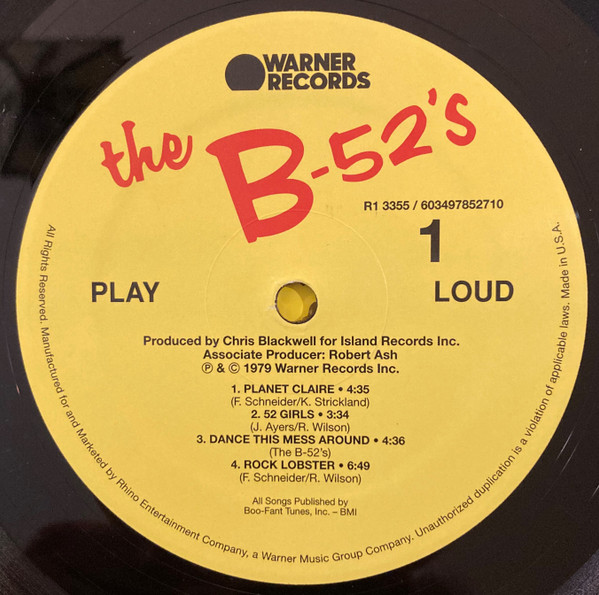 WARNER
RECORDS
the B-52's
R1 3355 / 603497852710
1
PLAY
LOUD
Produced by Chris Blackwell for Island Records Inc.
Associate Producer: Robert Ash
Ⓟ & © 1979 Warner Records Inc.
1. PLANET CLAIRE • 4:35
(F. Schneider/K. Strickland)
2. 52 GIRLS • 3:34
(J. Ayers/R. Wilson)
3. DANCE THIS MESS AROUND • 4:36
(The B-52's)
4. ROCK LOBSTER • 6:49
(F. Schneider/R. Wilson)
All Songs Published by
Boo-Fant Tunes, Inc. – BMI
All Rights Reserved. Manufactured for and Marketed by Rhino Entertainment Company, a Warner Music Group Company. Unauthorized duplication is a violation of applicable laws. Made in U.S.A.